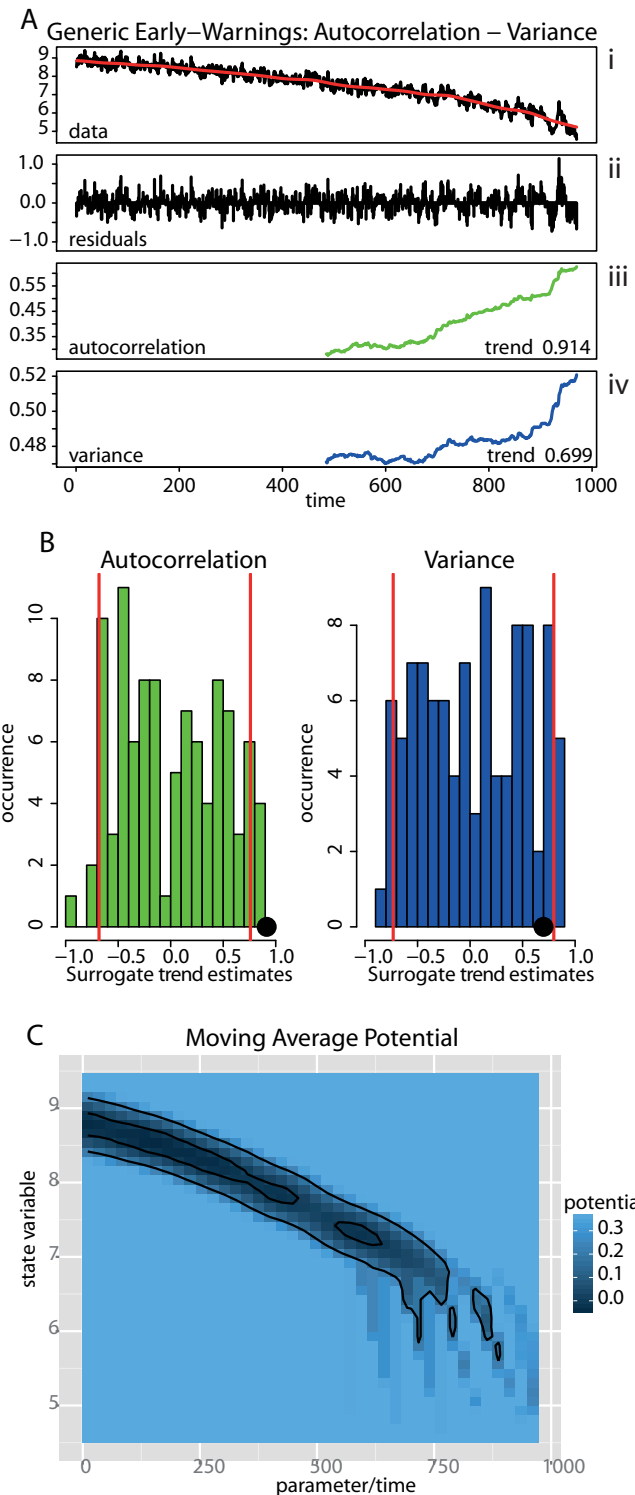 A
Generic Early–Warnings: Autocorrelation – Variance
9
8
7
6
5
data
i
1.0
0.0
−1.0
residuals
ii
0.55
0.45
0.35
autocorrelation
trend 0.914
iii
0.52
0.50
0.48
variance
trend 0.699
iv
0 200 400 600 800 1000
time
B
Autocorrelation
occurrence
0 2 4 6 8 10
−1.0 −0.5 0.0 0.5 1.0
Surrogate trend estimates
Variance
occurrence
0 2 4 6 8
−1.0 0.0 0.5 1.0
Surrogate trend estimates
C
Moving Average Potential
state variable
9
8
7
6
5
0 250 500 750 1000
parameter/time
potential
0.3
0.2
0.1
0.0